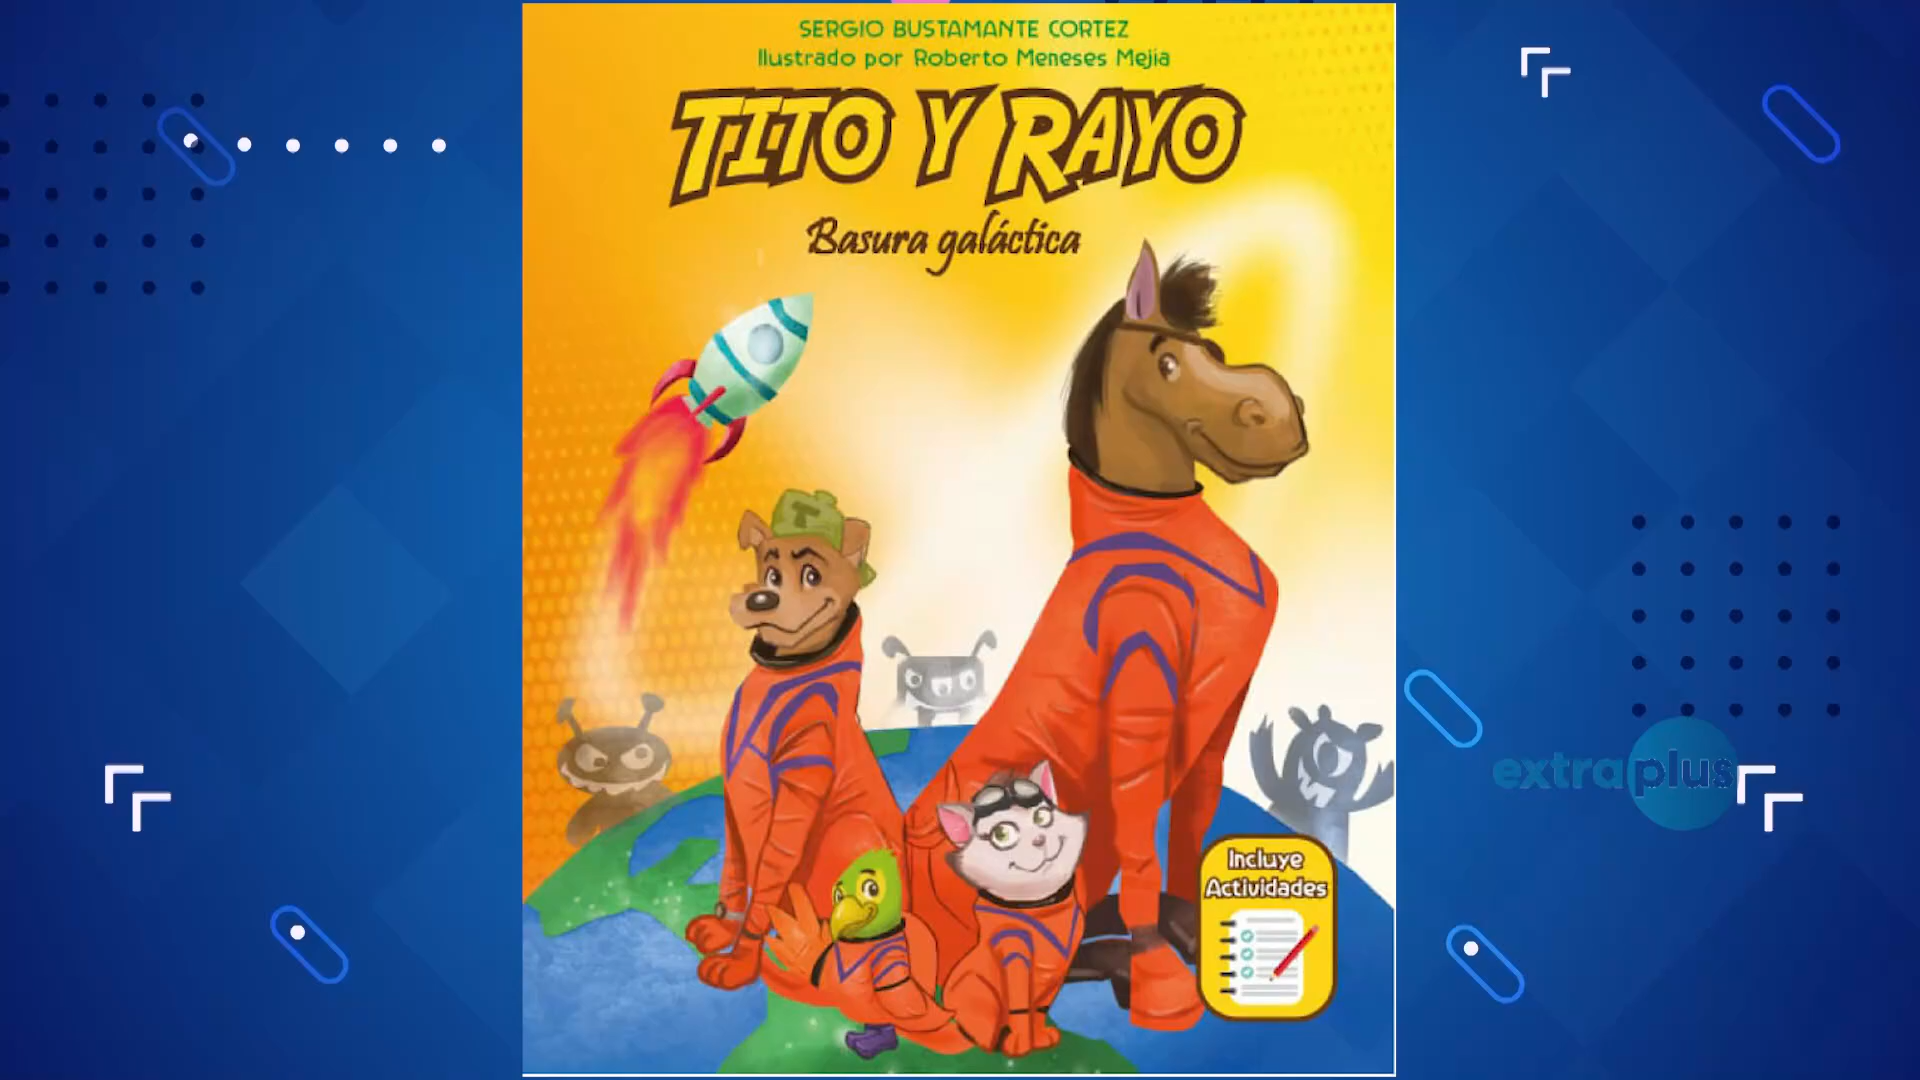 SERGIO BUSTAMANTE CORTEZ
Ilustrado por Roberto Meneses Mejía
TITO Y RAYO
Basura galáctica
T
extraplus
Incluye
Actividades